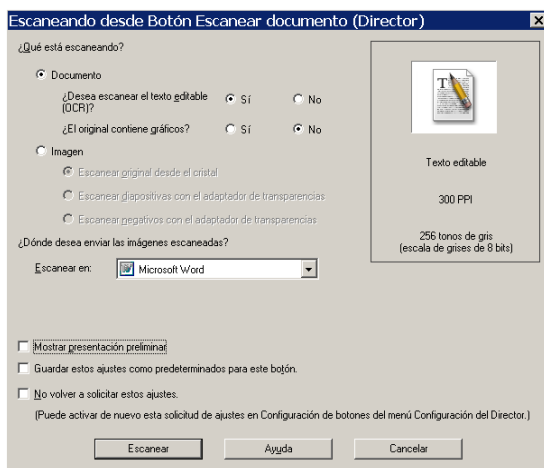 Escaneando desde Botón Escanear documento (Director)
¿Qué está escaneando?
Documento
¿Desea escanear el texto editable (OCR)?
Sí
No
¿El original contiene gráficos?
Sí
No
Imagen
Escanear original desde el cristal
Escanear diapositivas con el adaptador de transparencias
Escanear negativos con el adaptador de transparencias
¿Dónde desea enviar las imágenes escaneadas?
Escanear en:
Microsoft Word
Texto editable
300 PPI
256 tonos de gris
(escala de grises de 8 bits)
Mostrar presentación preliminar
Guardar estos ajustes como predeterminados para este botón.
No volver a solicitar estos ajustes.
(Puede activar de nuevo esta solicitud de ajustes en Configuración de botones del menú Configuración del Director.)
Escanear
Ayuda
Cancelar